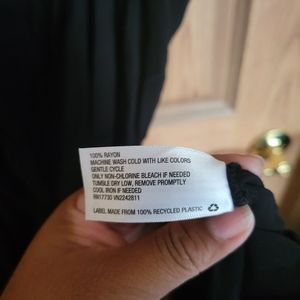 100% RAYON
MACHINE WASH COLD WITH LIKE COLORS
GENTLE CYCLE
ONLY NON-CHLORINE BLEACH IF NEEDED
TUMBLE DRY LOW, REMOVE PROMPTLY
COOL IRON IF NEEDED
RN17730 VN2242811
LABEL MADE FROM 100% RECYCLED PLASTIC